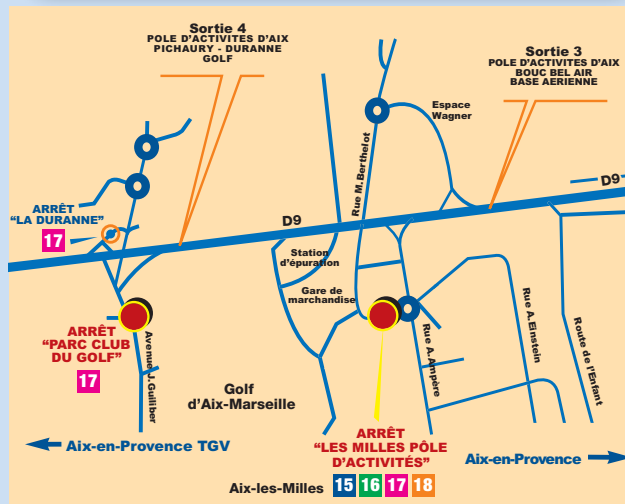 Sortie 4
POLE D'ACTIVITES D'AIX
PICHAURY - DURANNE
GOLF
Sortie 3
POLE D'ACTIVITES D'AIX
BOUC BEL AIR
BASE AERIENNE
Espace
Wagner
Rue M.Berthelot
D9
D9
ARRÊT
“LA DURANNE”
17
Station
d'épuration
Gare de
marchandise
ARRÊT
“PARC CLUB
DU GOLF”
17
Avenue J.Guiliber
Rue A.Ampère
Rue A.Einstein
Route de l'Enfant
Golf
d'Aix-Marseille
ARRÊT
“LES MILLES PÔLE
D'ACTIVITÉS”
Aix-en-Provence TGV
Aix-en-Provence
Aix-les-Milles 15 16 17 18